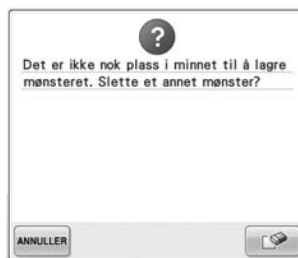 ?
Det er ikke nok plass i minnet til å lagre
mønsteret. Slette et annet mønster?
ANNULLER